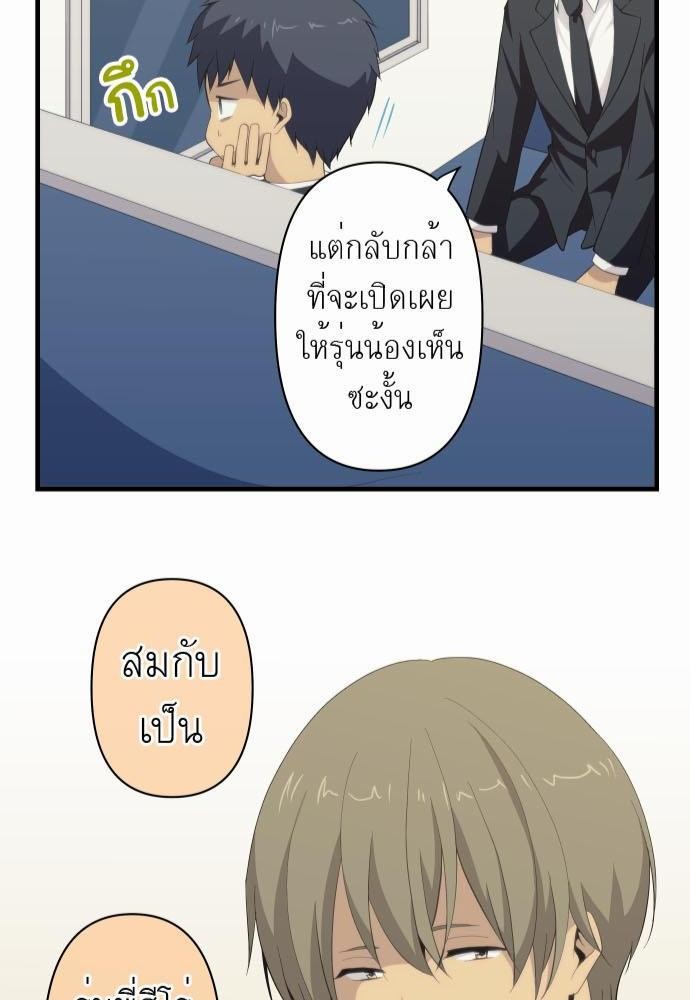 กึก
แต่กลับกล้า
ที่จะเปิดเผย
ให้รุ่นน้องเห็น
ซะงั้น
สมกับ
เป็น